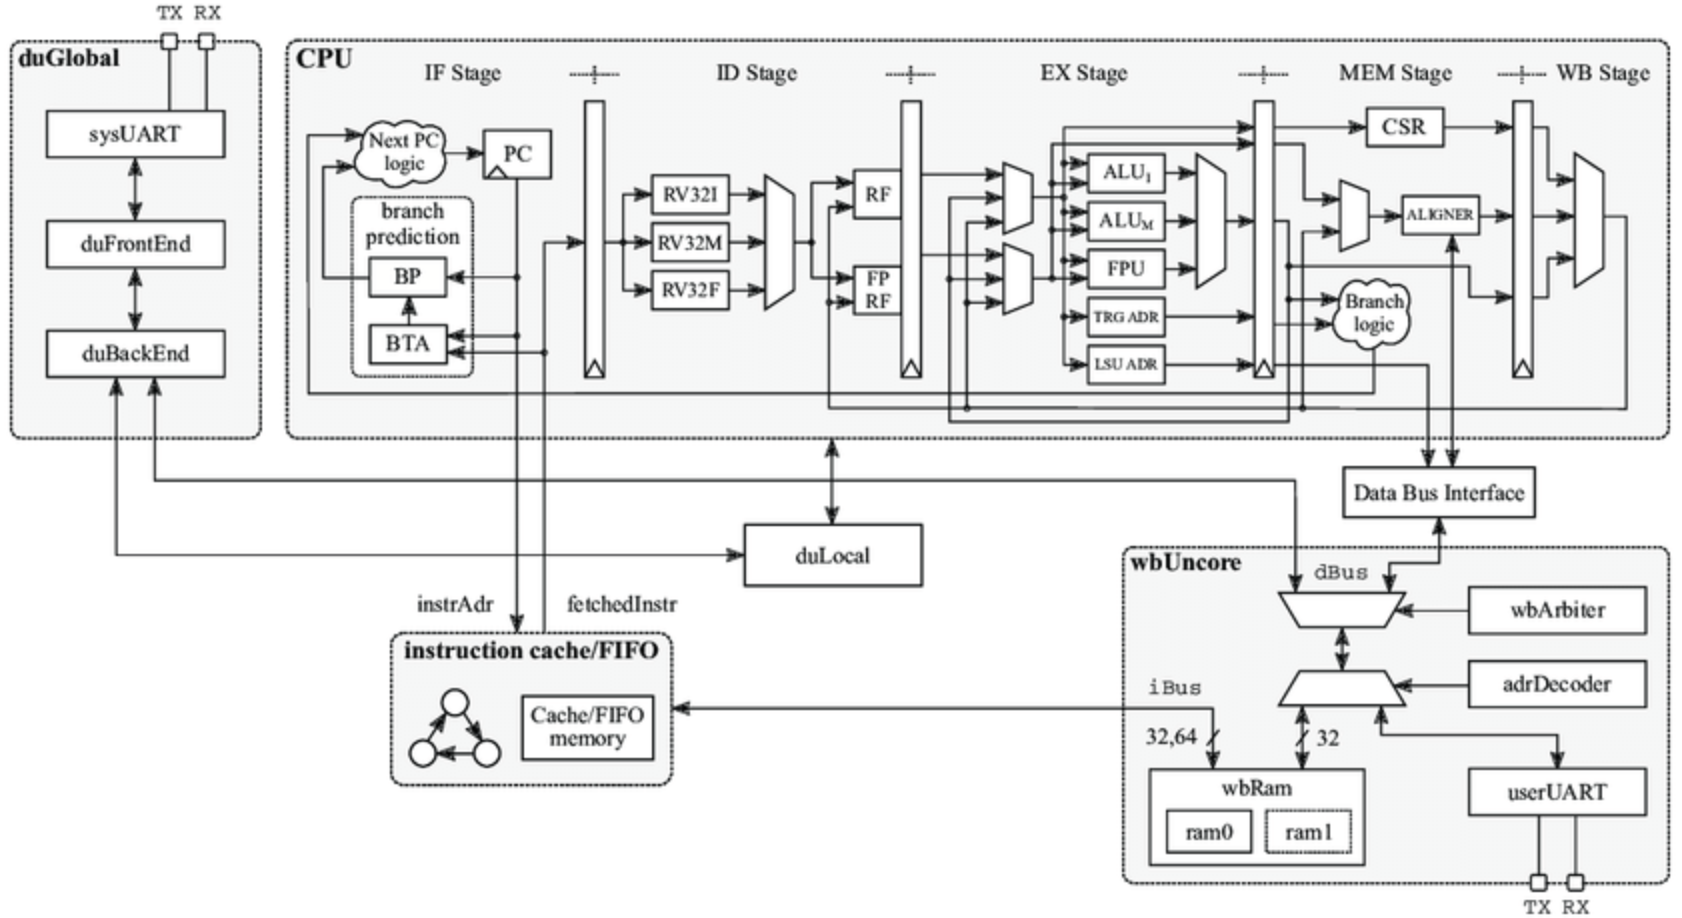 TX RX
duGlobal
sysUART
duFrontEnd
duBackEnd
CPU
IF Stage
ID Stage
EX Stage
MEM Stage
WB Stage
Next PC
logic
PC
branch
prediction
BP
BTA
RV32I
RV32M
RV32F
RF
FP
RF
ALUI
ALUM
FPU
TRG ADR
LSU ADR
CSR
ALIGNER
Branch
logic
duLocal
Data Bus Interface
instrAdr
fetchedInstr
instruction cache/FIFO
Cache/FIFO
memory
wbUncore
dBus
wbArbiter
adrDecoder
iBus
32,64
32
wbRam
ram0
ram1
userUART
TX RX